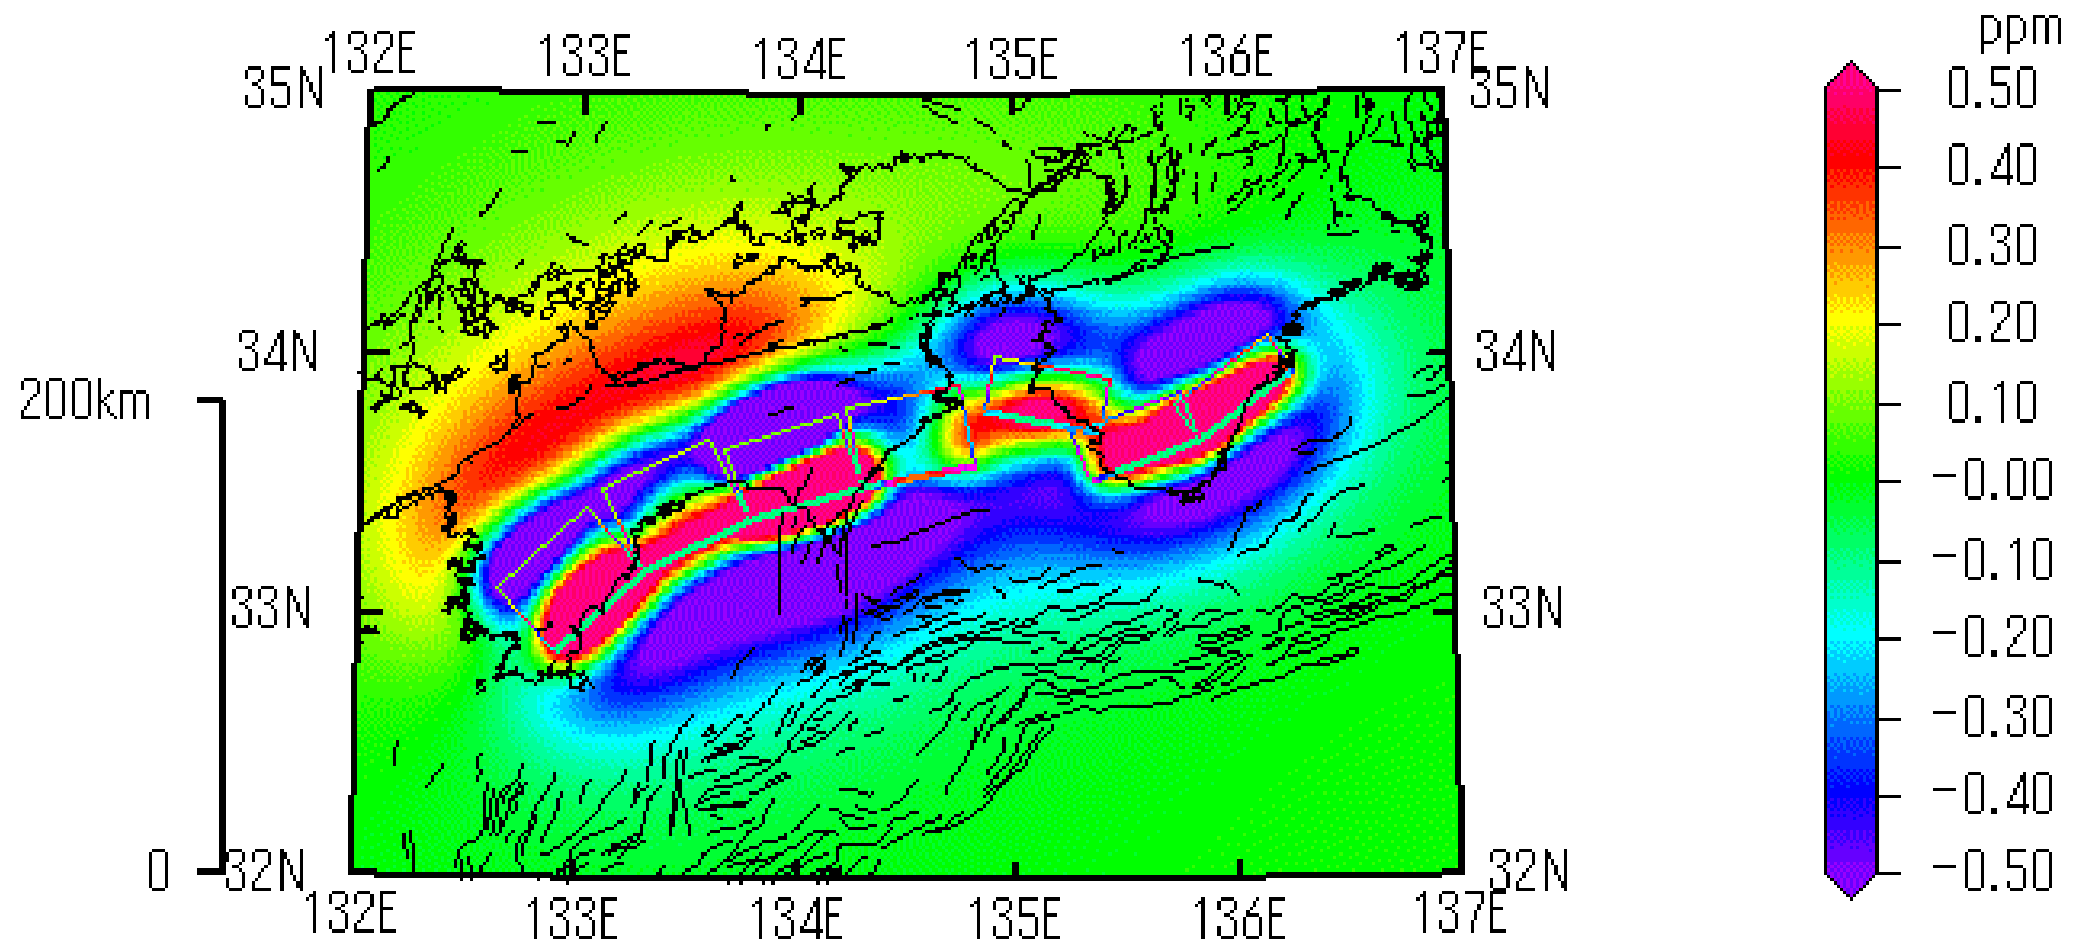 ppm
132E 133E 134E 135E 136E 137E
35N 35N 0.50
0.40
0.30
34N 34N 0.20
200km 0.10
-0.00
-0.10
33N 33N -0.20
-0.30
-0.40
0 32N 32N -0.50
132E 133E 134E 135E 136E 137E